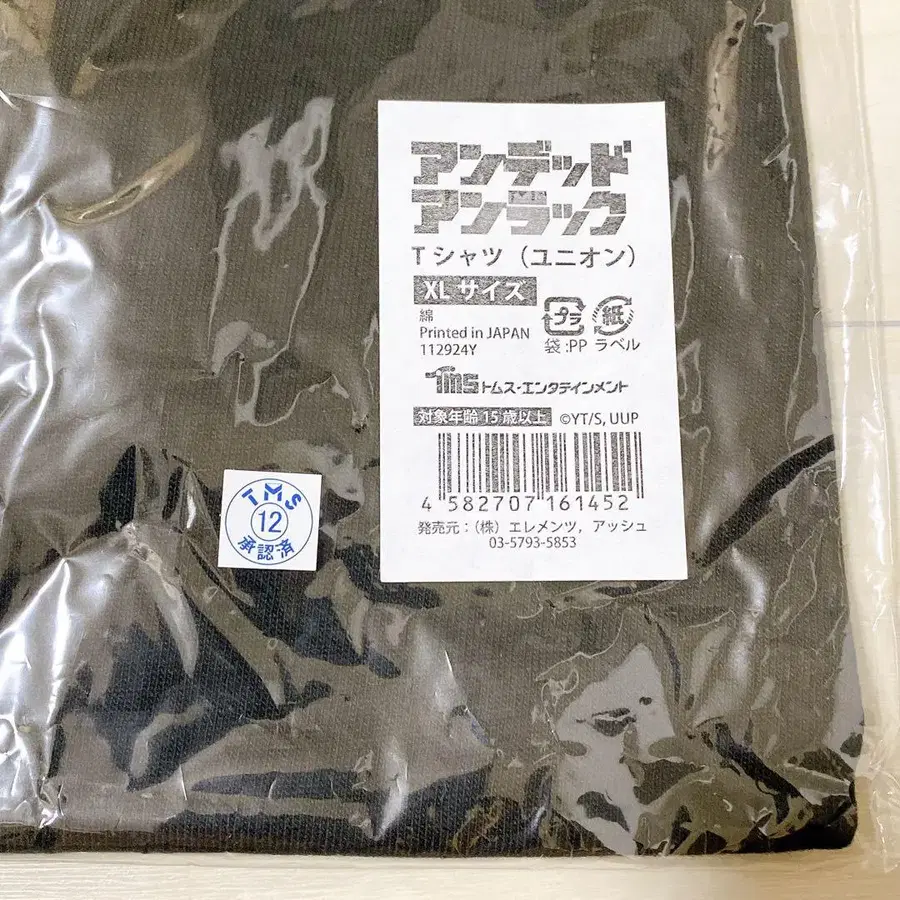 アンデッド
アンラック
Tシャツ（ユニオン）
XLサイズ
綿
Printed in JAPAN
112924Y
プラ
紙
袋:PP ラベル
TMS トムス・エンタテインメント
対象年齢15歳以上 ©YT/S, UUP
4 582707 161452
発売元：（株）エレメンツ，アッシュ
03-5793-5853
TMS
12
承認済